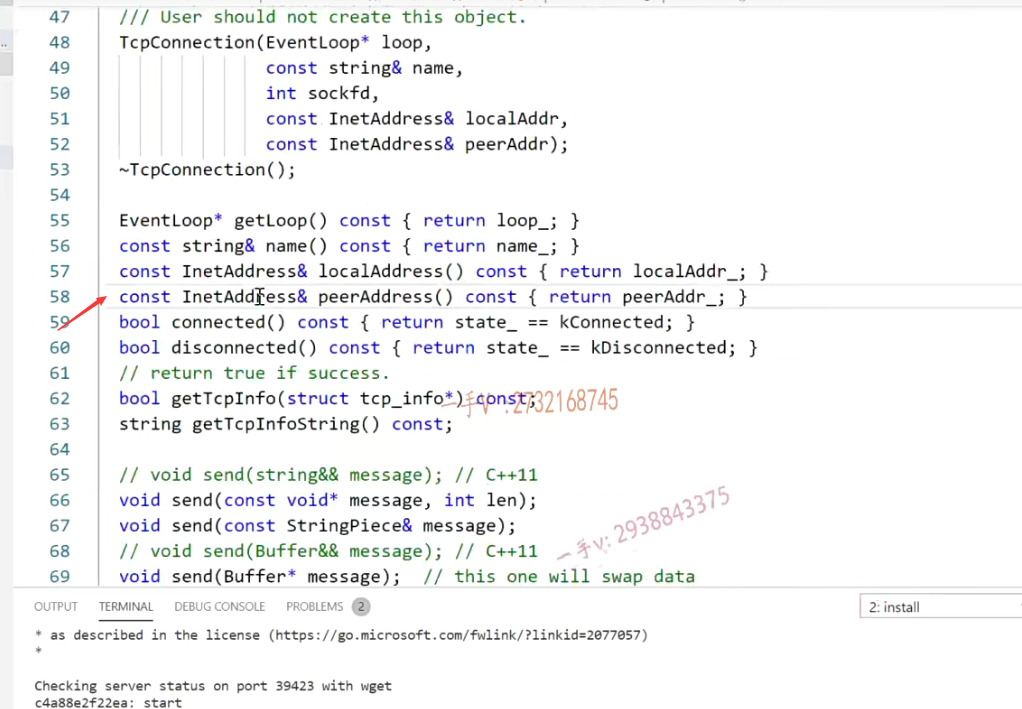 47 /// User should not create this object.
48 TcpConnection(EventLoop* loop,
49 const string& name,
50 int sockfd,
51 const InetAddress& localAddr,
52 const InetAddress& peerAddr);
53 ~TcpConnection();
54
55 EventLoop* getLoop() const { return loop_; }
56 const string& name() const { return name_; }
57 const InetAddress& localAddress() const { return localAddr_; }
58 const InetAddress& peerAddress() const { return peerAddr_; }
59 bool connected() const { return state_ == kConnected; }
60 bool disconnected() const { return state_ == kDisconnected; }
61 // return true if success.
62 bool getTcpInfo(struct tcp_info*) const;
一手V:2732168745
63 string getTcpInfoString() const;
64
65 // void send(string&& message); // C++11
66 void send(const void* message, int len);
67 void send(const StringPiece& message);
68 // void send(Buffer&& message); // C++11
一手v: 2938843375
69 void send(Buffer* message); // this one will swap data
OUTPUT TERMINAL DEBUG CONSOLE PROBLEMS 2 2: install
* as described in the license (https://go.microsoft.com/fwlink/?linkid=2077057)
*
Checking server status on port 39423 with wget
c4a88e2f22ea: start